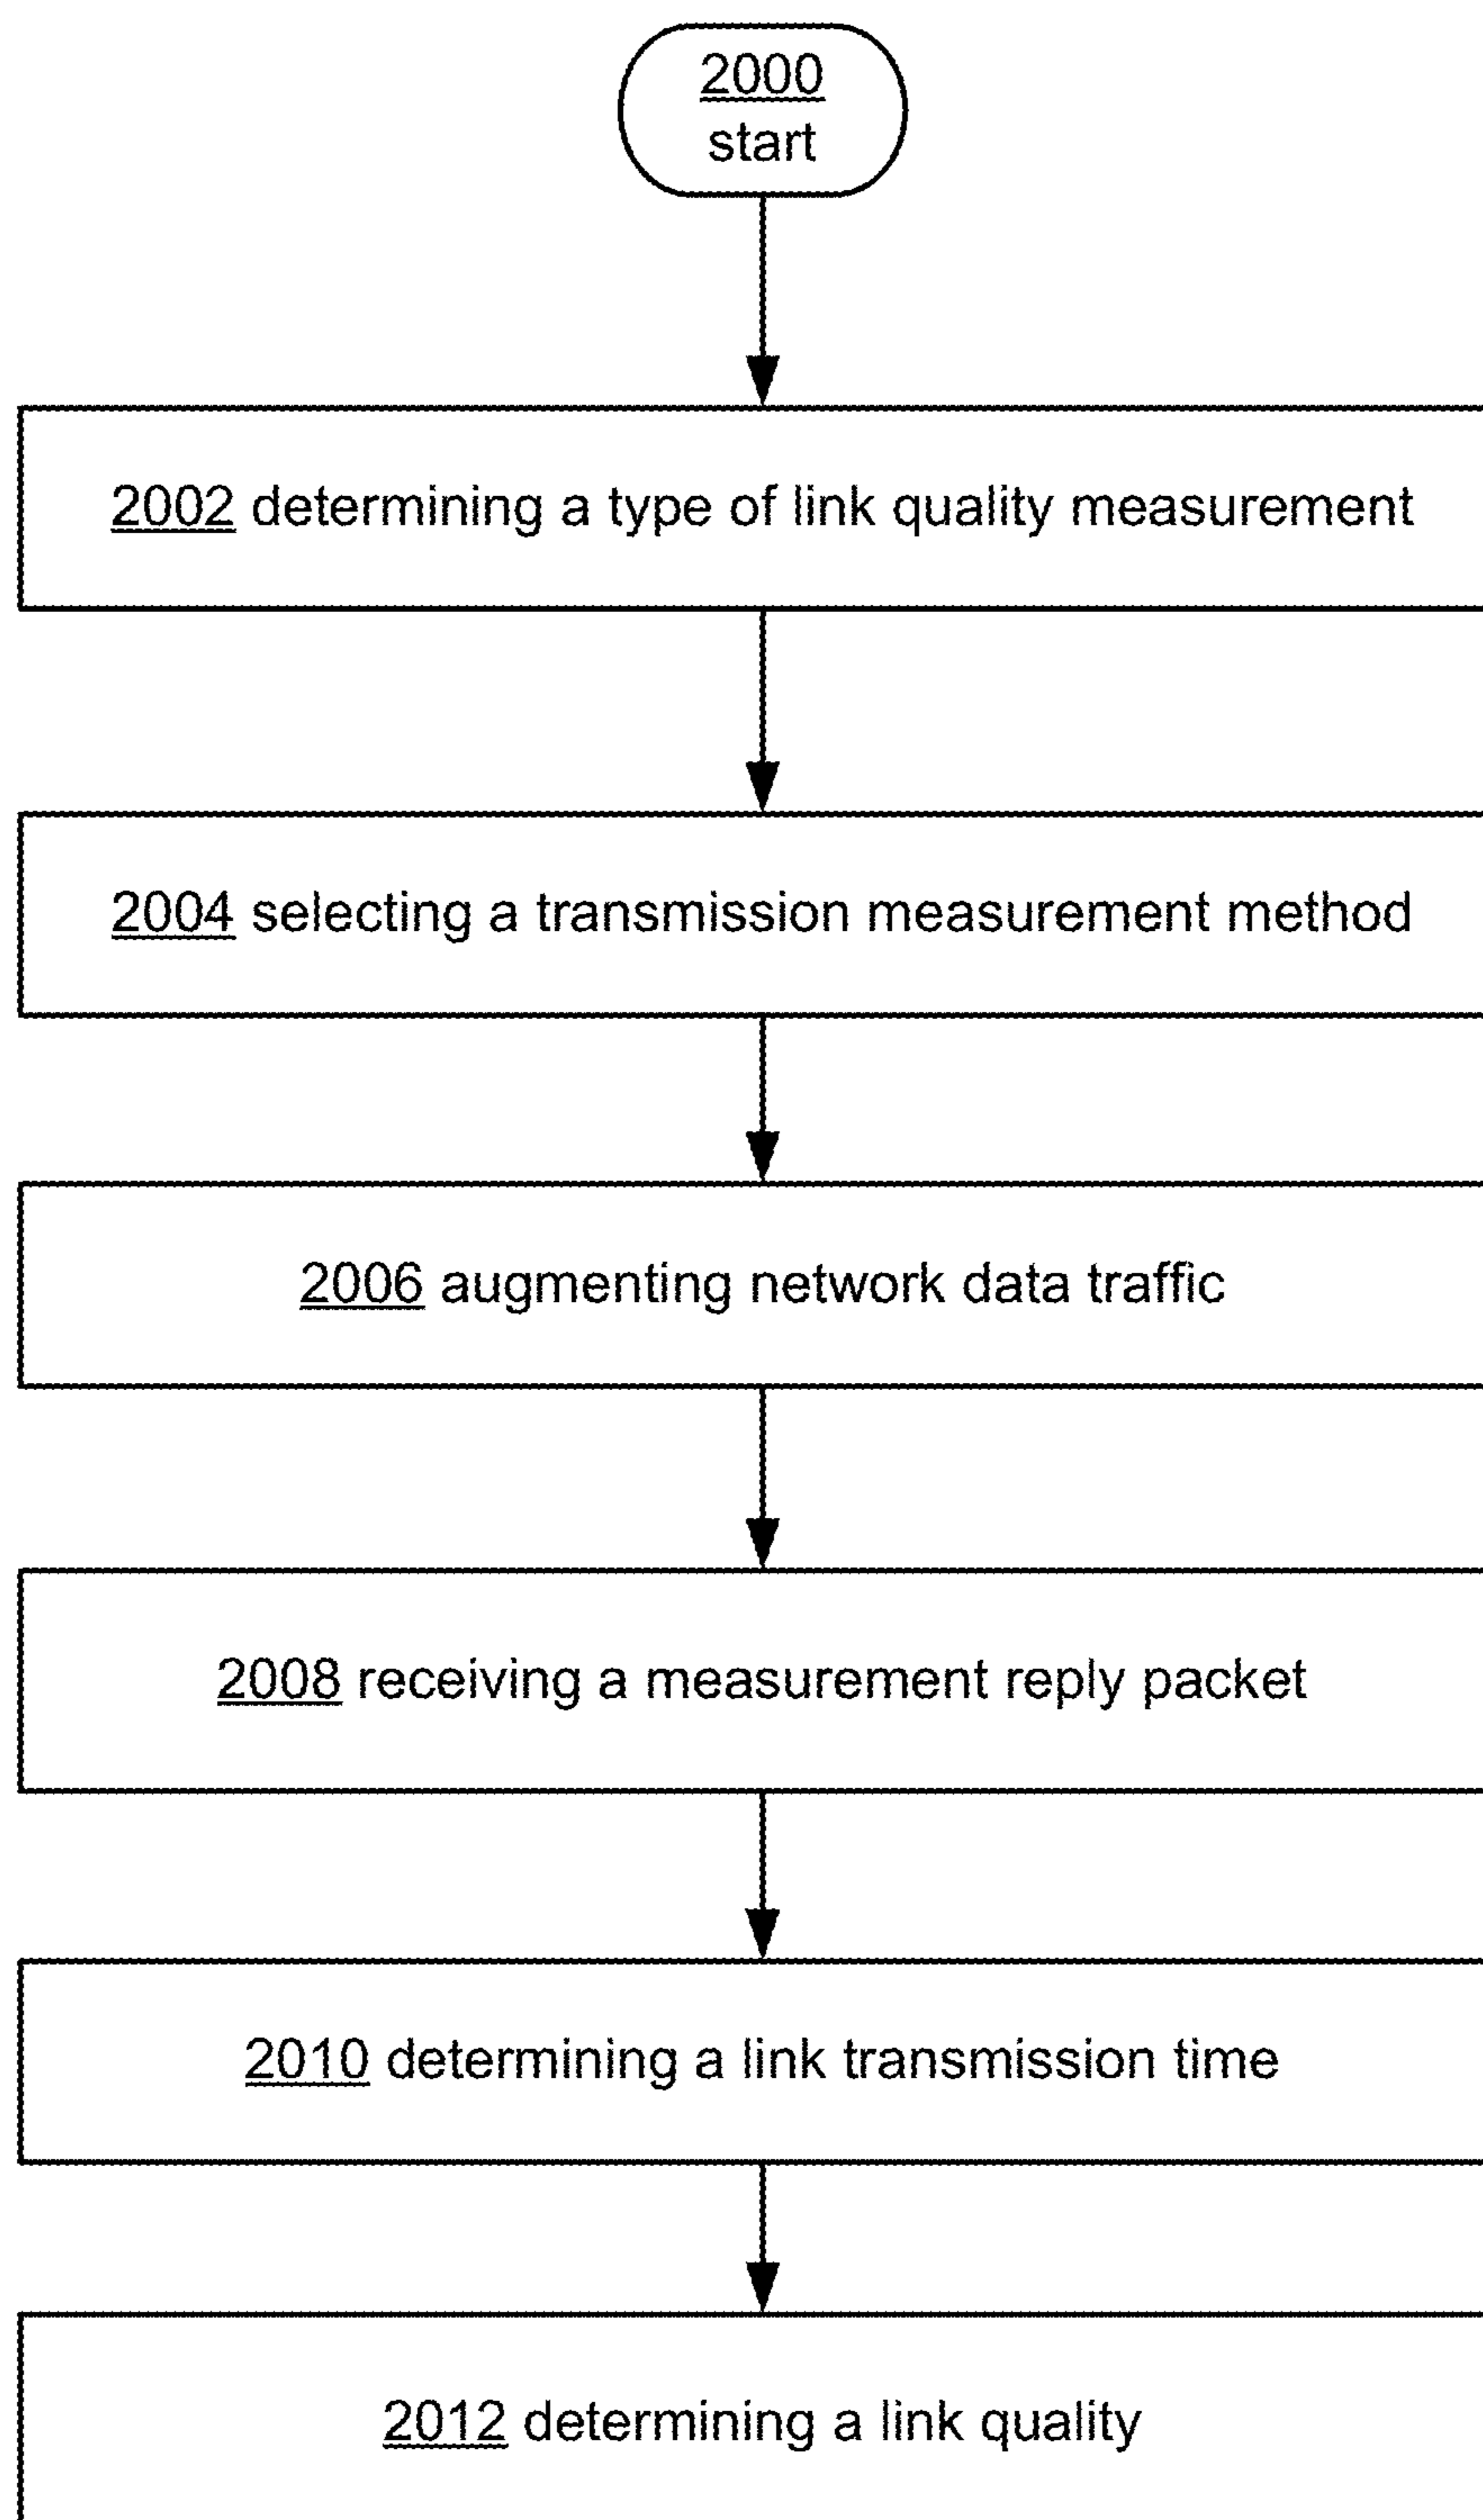 2000
start
2002 determining a type of link quality measurement
2004 selecting a transmission measurement method
2006 augmenting network data traffic
2008 receiving a measurement reply packet
2010 determining a link transmission time
2012 determining a link quality